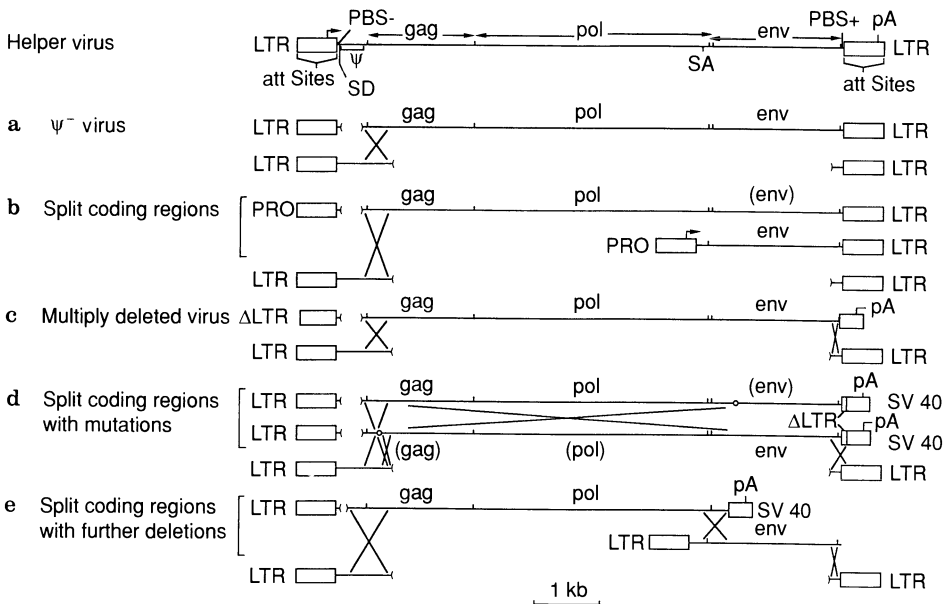 PBS- gag pol env PBS+ pA
Helper virus LTR LTR
att Sites SD ψ SA att Sites
a ψ⁻ virus LTR gag pol env LTR
LTR LTR
b Split coding regions PRO gag pol (env) LTR
PRO env LTR
LTR LTR
c Multiply deleted virus ΔLTR gag pol env pA
LTR LTR
d Split coding regions with mutations LTR gag pol (env) pA SV 40
LTR (gag) (pol) env ΔLTR pA SV 40
LTR LTR
e Split coding regions with further deletions LTR gag pol pA SV 40
LTR env
LTR LTR
1 kb